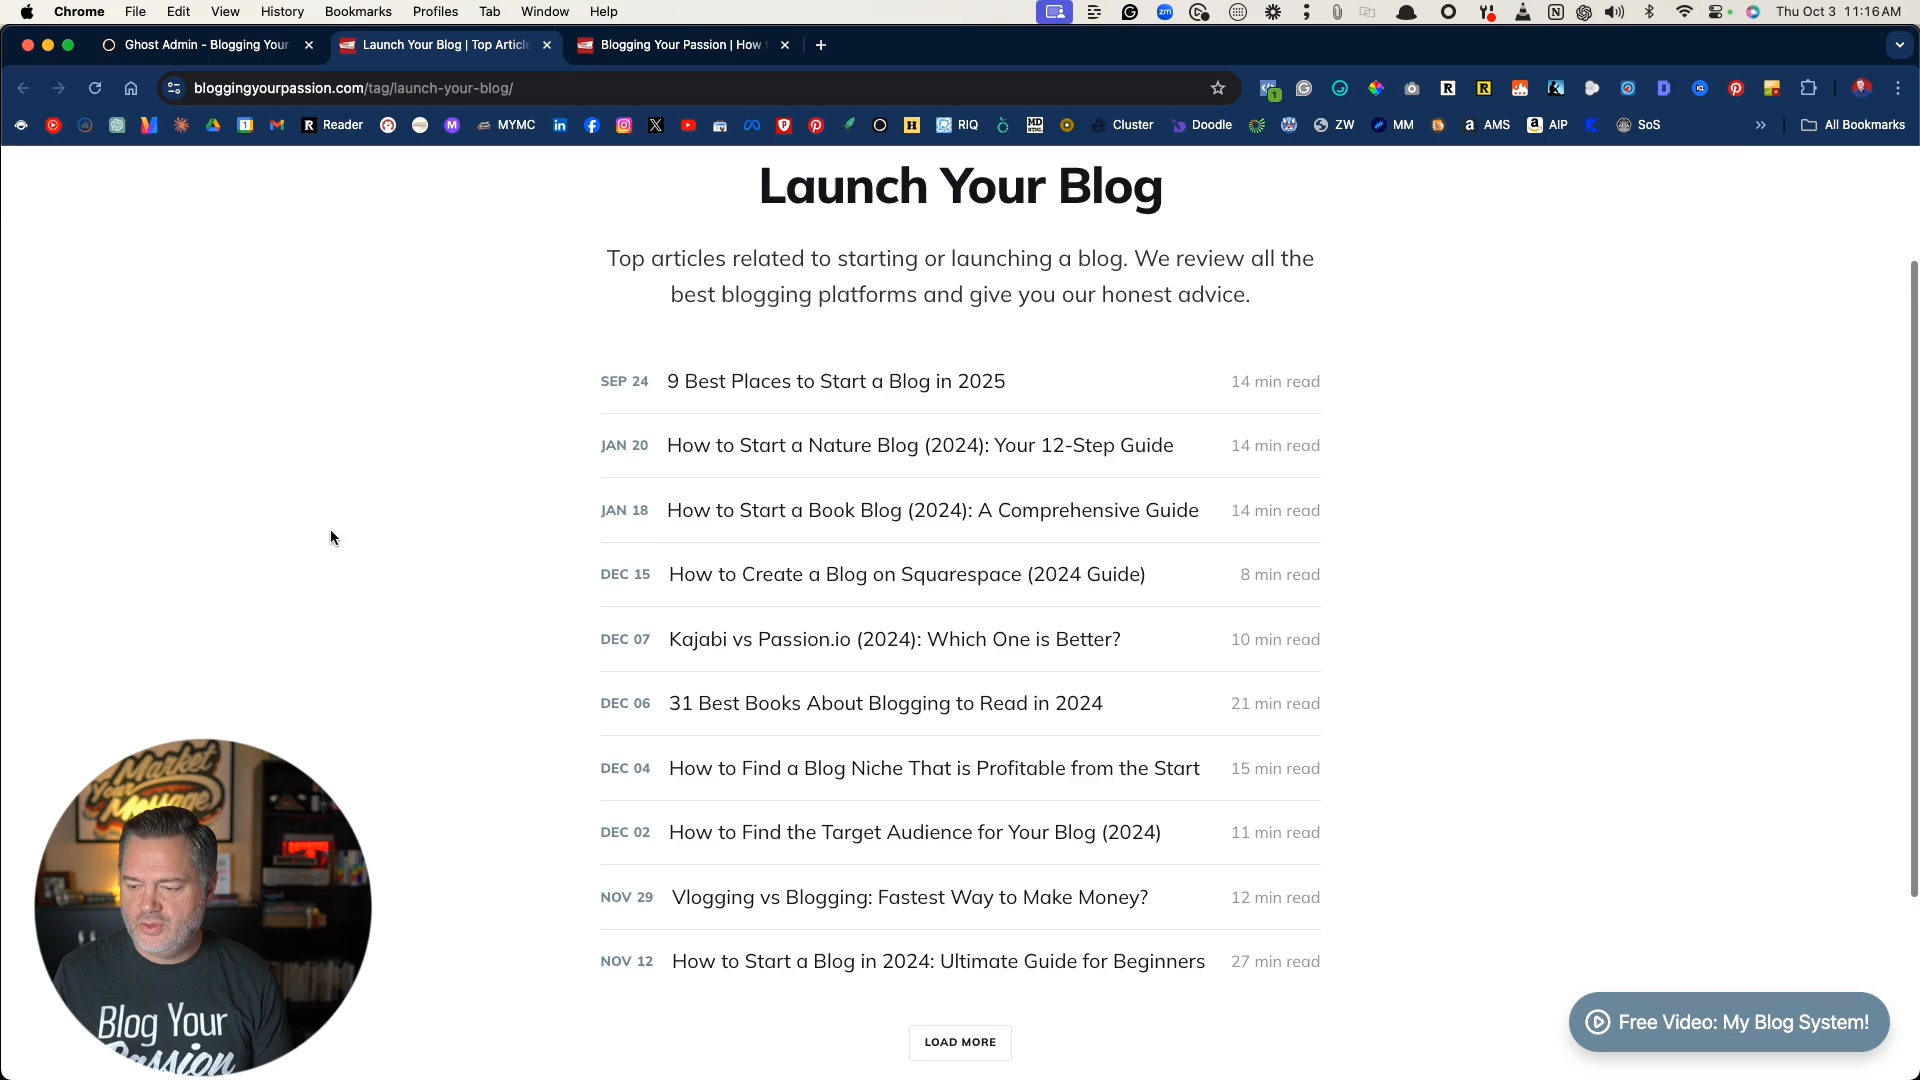 Chrome File Edit View History Bookmarks Profiles Tab Window Help Thu Oct 3 11:16 AM
Ghost Admin - Blogging Your Launch Your Blog | Top Article Blogging Your Passion | How
bloggingyourpassion.com/tag/launch-your-blog/
Reader MYMC RIQ Cluster Doodle ZW MM AMS AIP SoS All Bookmarks
Launch Your Blog
Top articles related to starting or launching a blog. We review all the
best blogging platforms and give you our honest advice.
SEP 24 9 Best Places to Start a Blog in 2025 14 min read
JAN 20 How to Start a Nature Blog (2024): Your 12-Step Guide 14 min read
JAN 18 How to Start a Book Blog (2024): A Comprehensive Guide 14 min read
DEC 15 How to Create a Blog on Squarespace (2024 Guide) 8 min read
DEC 07 Kajabi vs Passion.io (2024): Which One is Better? 10 min read
DEC 06 31 Best Books About Blogging to Read in 2024 21 min read
DEC 04 How to Find a Blog Niche That is Profitable from the Start 15 min read
DEC 02 How to Find the Target Audience for Your Blog (2024) 11 min read
NOV 29 Vlogging vs Blogging: Fastest Way to Make Money? 12 min read
NOV 12 How to Start a Blog in 2024: Ultimate Guide for Beginners 27 min read
LOAD MORE
Free Video: My Blog System!
Market
Your
Message
Blog Your
Passion